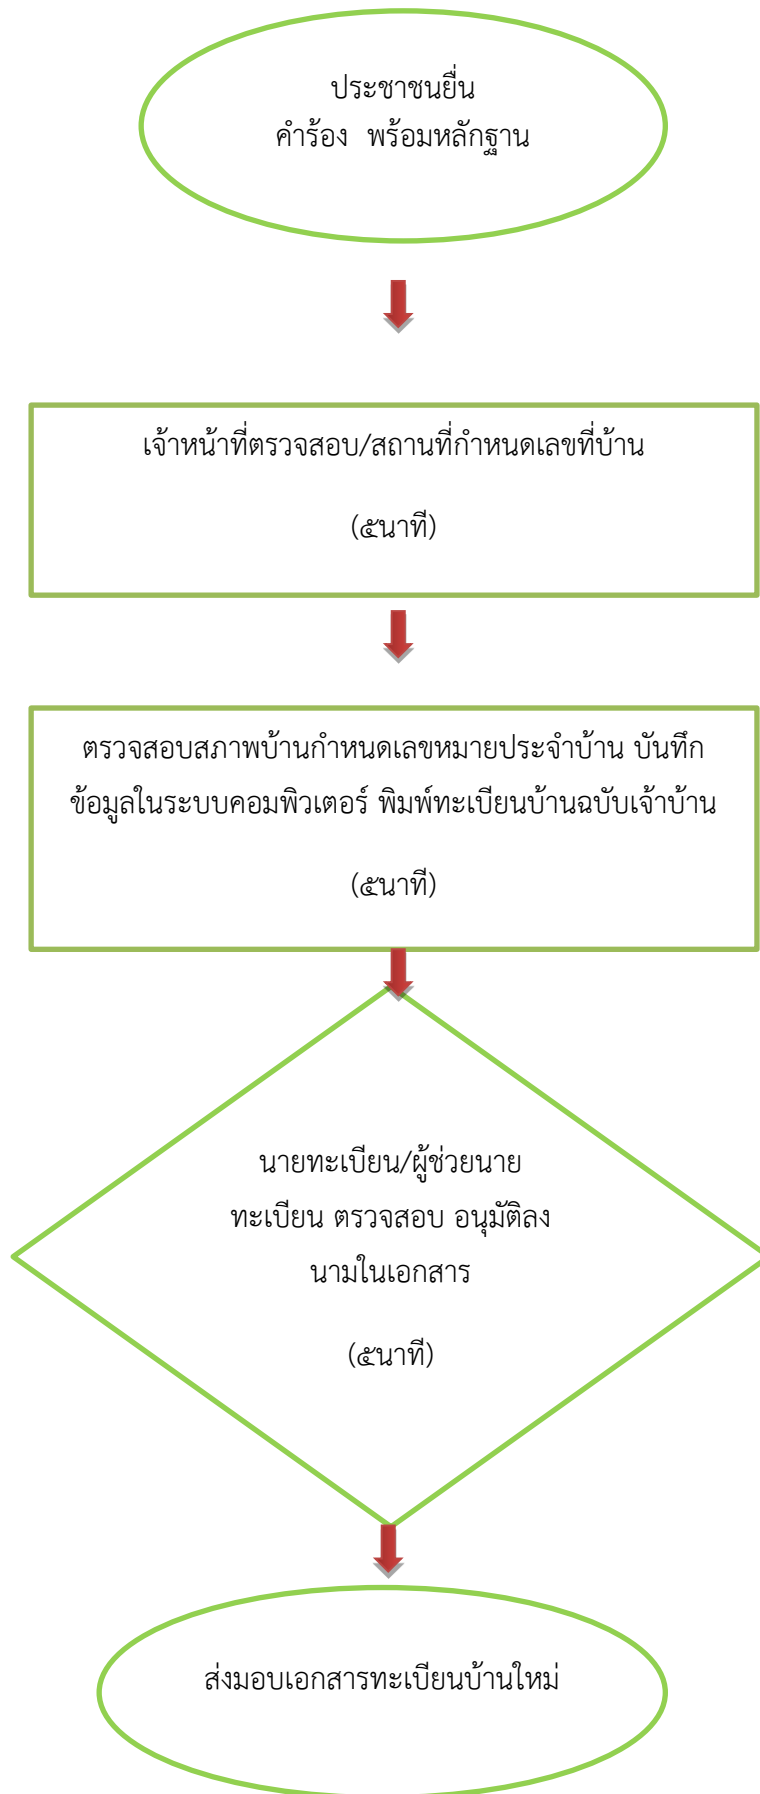 ประชาชนยื่น
คำร้อง พร้อมหลักฐาน
เจ้าหน้าที่ตรวจสอบ/สถานที่กำหนดเลขที่บ้าน
(๕นาที)
ตรวจสอบสภาพบ้านกำหนดเลขหมายประจำบ้าน บันทึก
ข้อมูลในระบบคอมพิวเตอร์ พิมพ์ทะเบียนบ้านฉบับเจ้าบ้าน
(๕นาที)
นายทะเบียน/ผู้ช่วยนาย
ทะเบียน ตรวจสอบ อนุมัติลง
นามในเอกสาร
(๕นาที)
ส่งมอบเอกสารทะเบียนบ้านใหม่